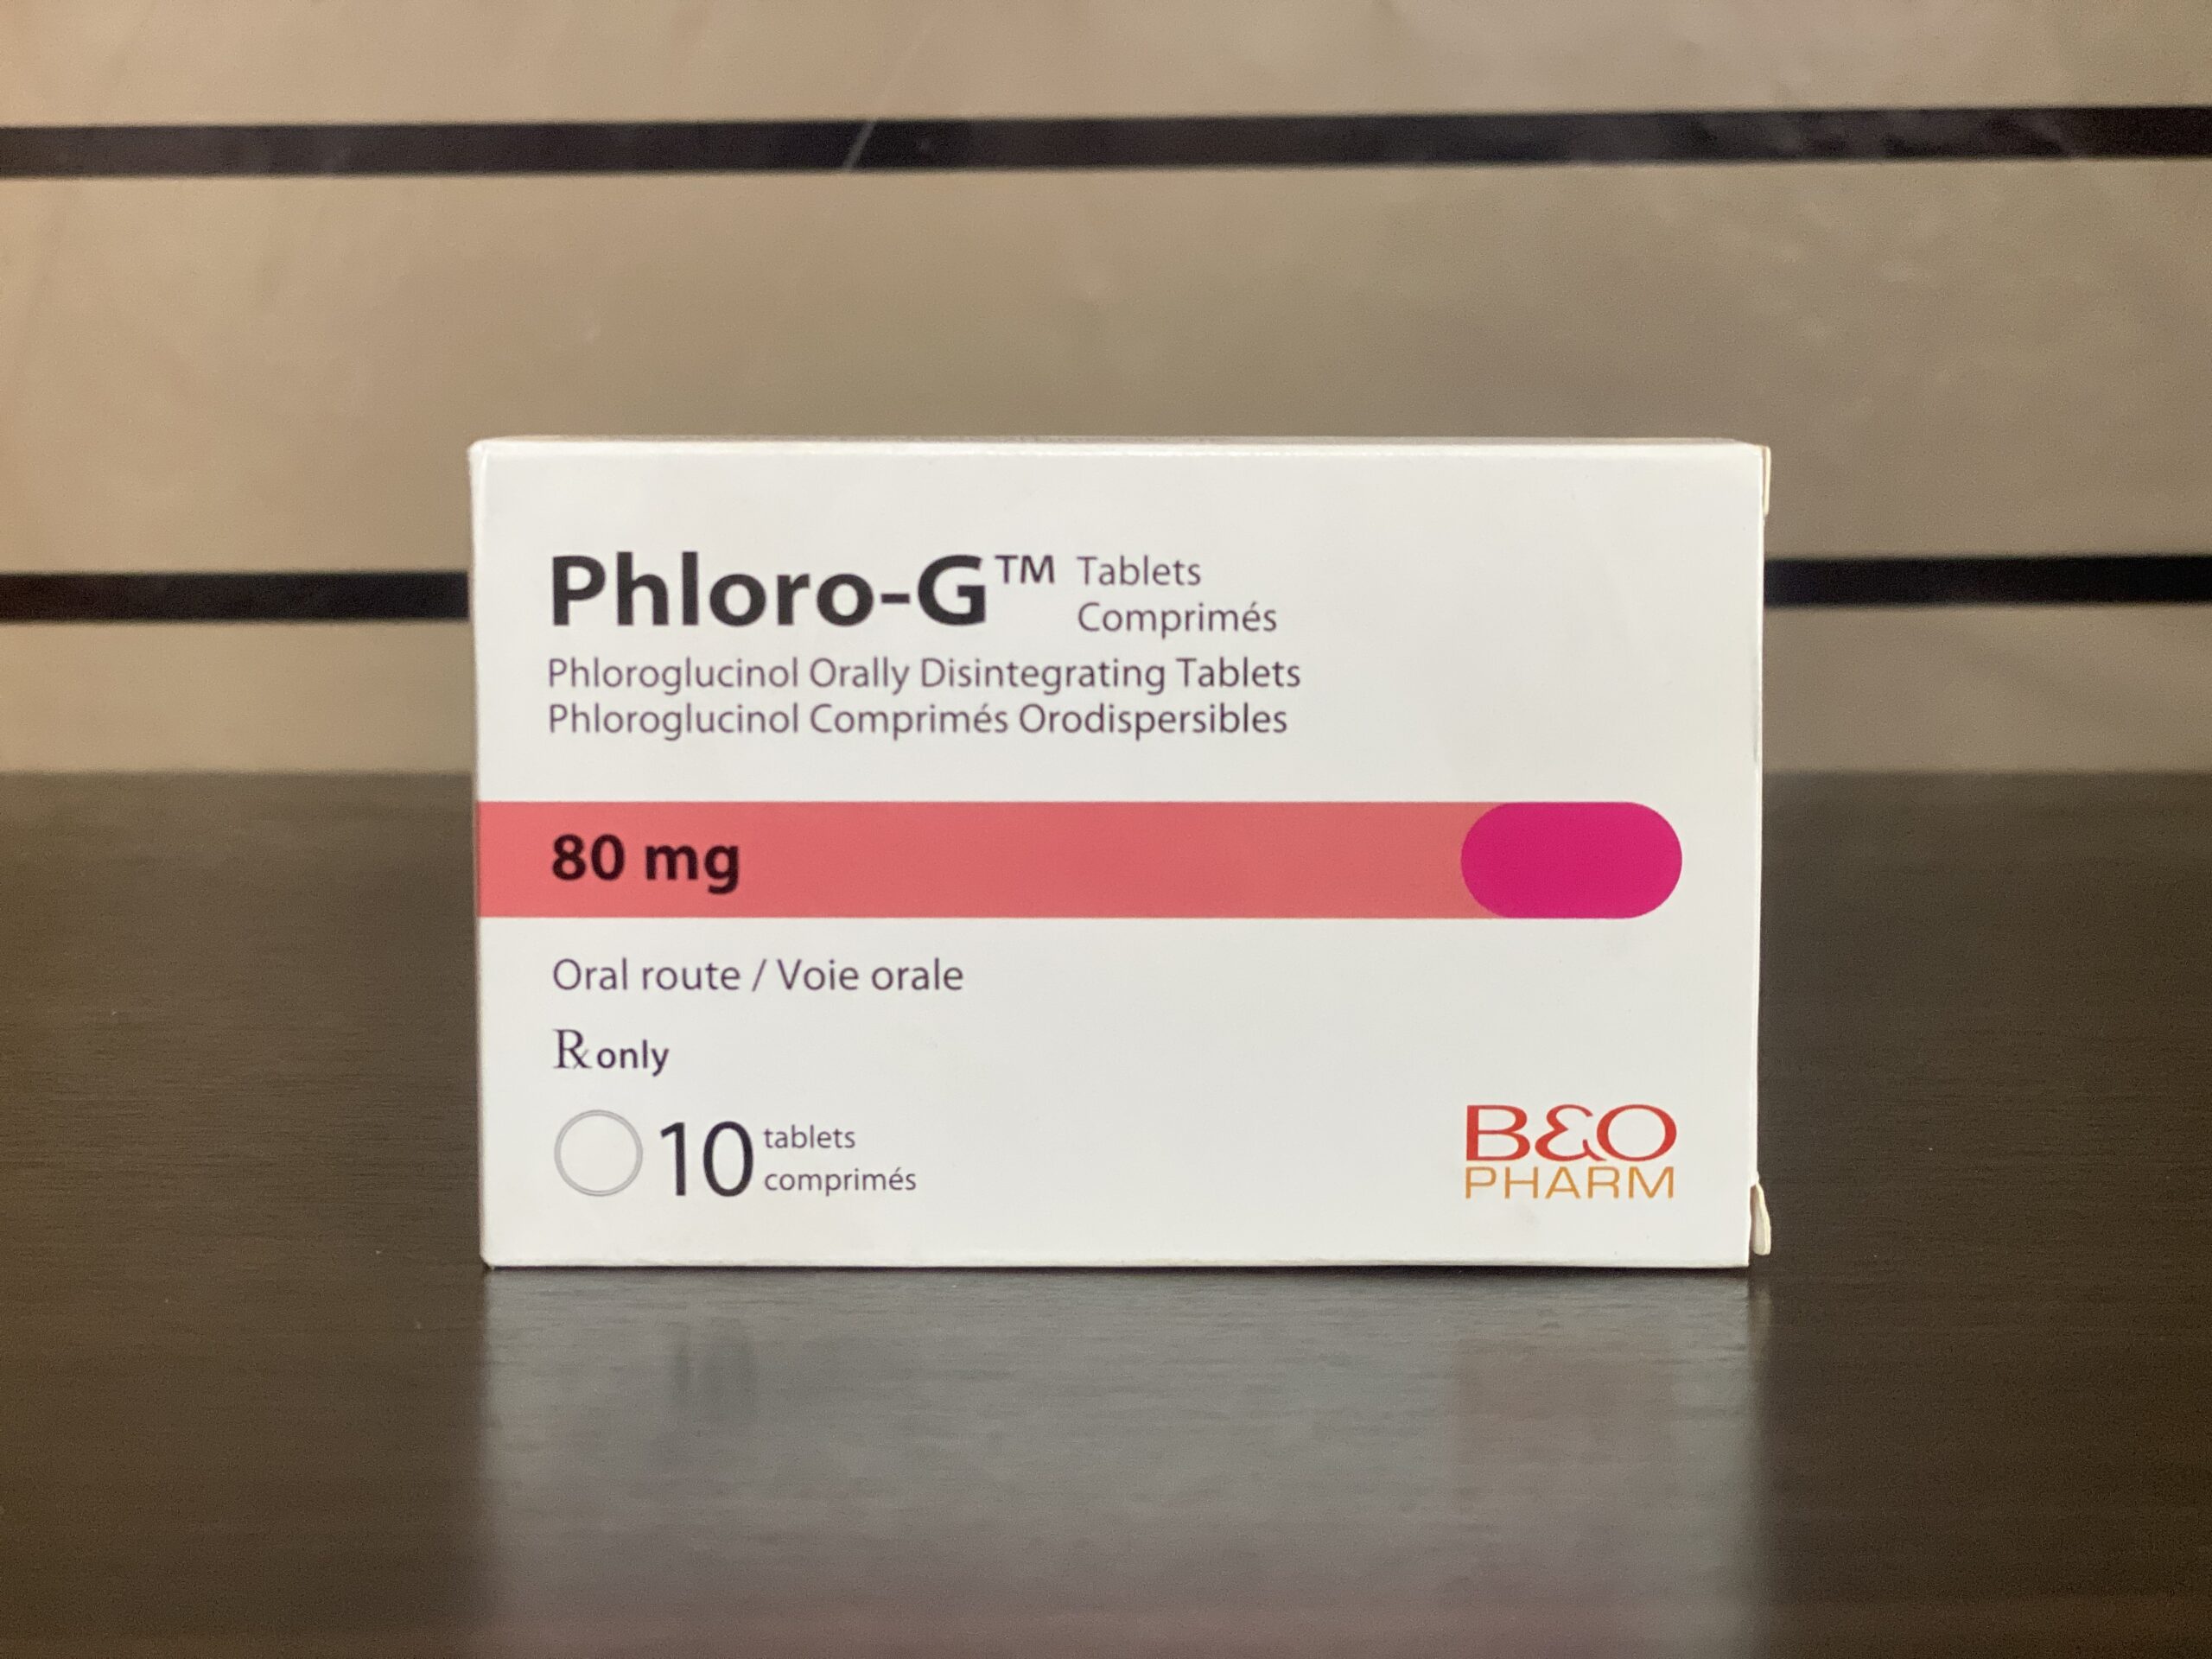 Phloro-G™ Tablets
Comprimés
Phloroglucinol Orally Disintegrating Tablets
Phloroglucinol Comprimés Orodispersibles
80 mg
Oral route / Voie orale
℞ only
10 tablets
comprimés
B&O
PHARM